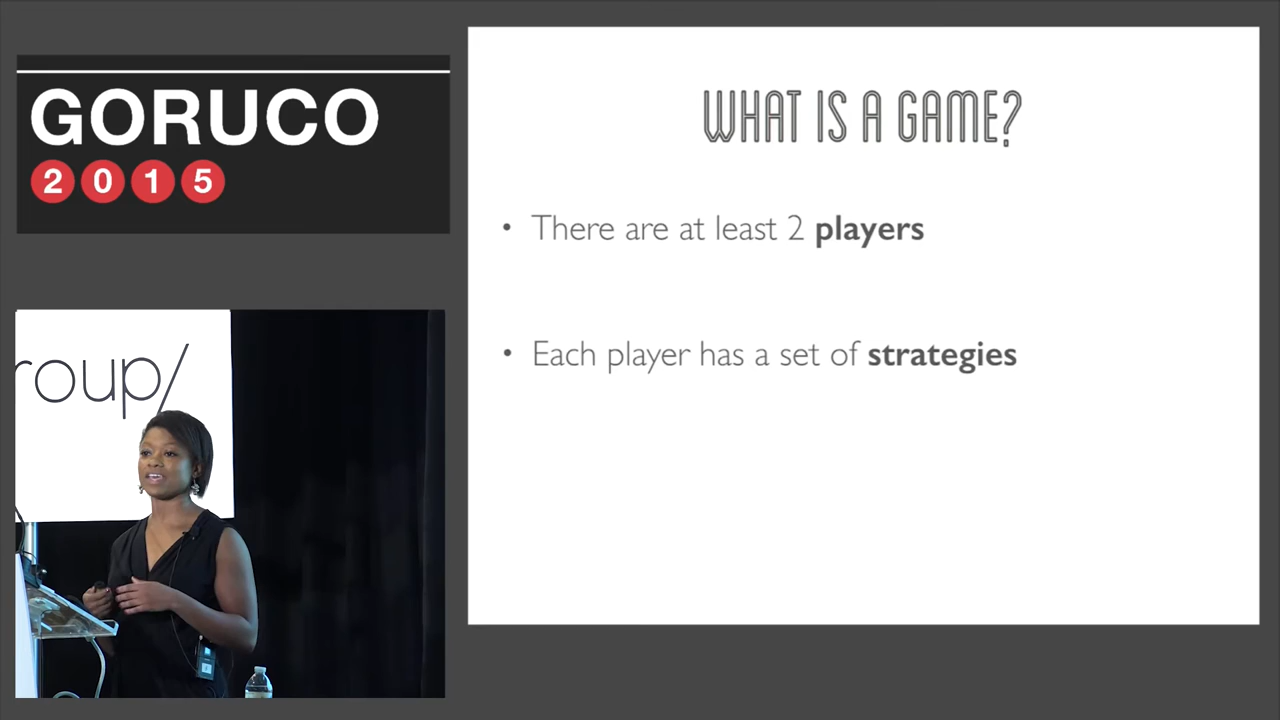 GORUCO
2015
WHAT IS A GAME?
• There are at least 2 players
• Each player has a set of strategies
roup/